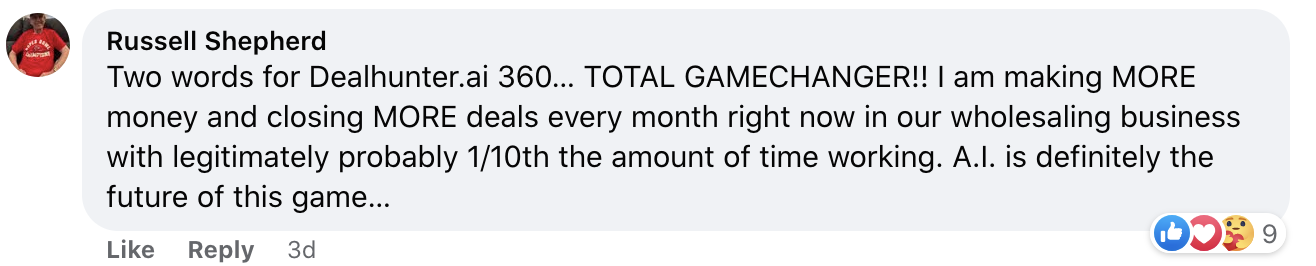 Russell Shepherd
Two words for Dealhunter.ai 360... TOTAL GAMECHANGER!! I am making MORE
money and closing MORE deals every month right now in our wholesaling business
with legitimately probably 1/10th the amount of time working. A.I. is definitely the
future of this game...
Like Reply 3d
9